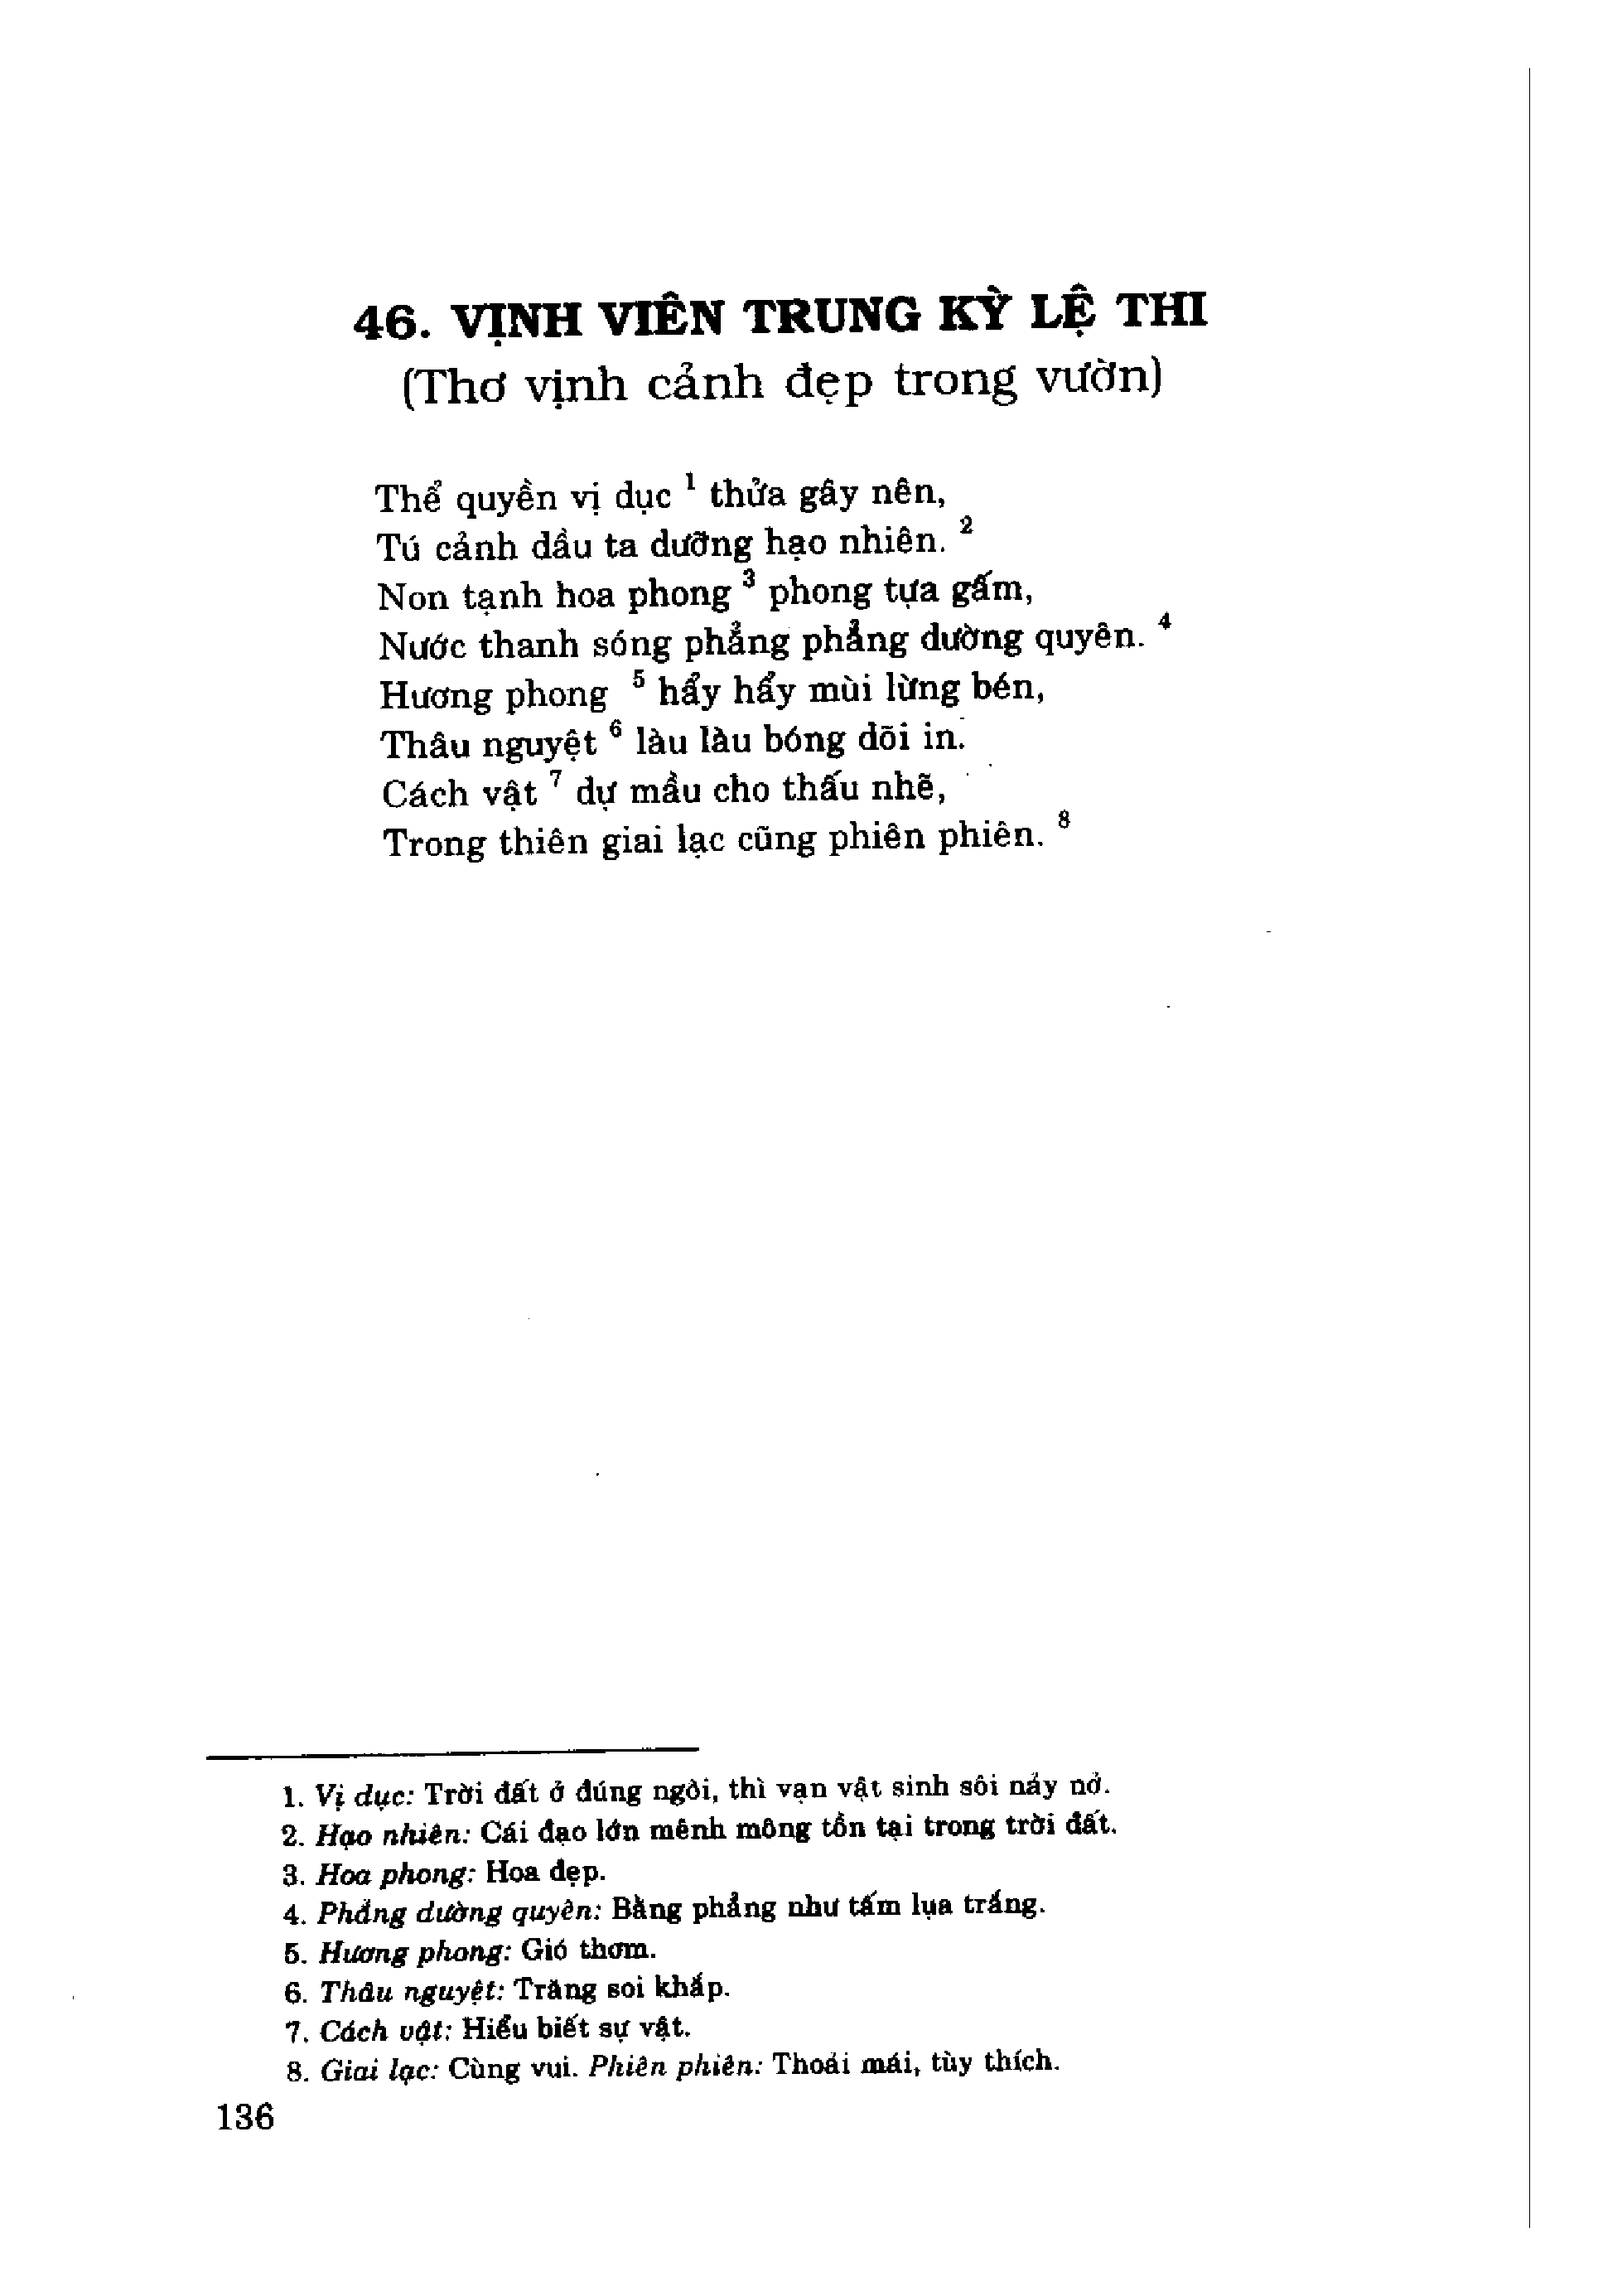 46. VỊNH VIÊN TRUNG KỲ LỆ THI
(Thơ vịnh cảnh đẹp trong vườn)
Thể quyền vị dục ¹ thửa gây nên,
Tú cảnh dầu ta dưỡng hạo nhiên. ²
Non tạnh hoa phong ³ phong tựa gấm,
Nước thanh sóng phẳng phẳng dường quyên. ⁴
Hương phong ⁵ hẩy hẩy mùi lừng bén,
Thâu nguyệt ⁶ làu làu bóng dõi in.
Cách vật ⁷ dự mầu cho thấu nhẽ,
Trong thiên giai lạc cũng phiên phiên. ⁸
1. Vị dục: Trời đất ở đúng ngôi, thì vạn vật sinh sôi nảy nở.
2. Hạo nhiên: Cái đạo lớn mênh mông tồn tại trong trời đất.
3. Hoa phong: Hoa đẹp.
4. Phẳng dường quyên: Bằng phẳng như tấm lụa trắng.
5. Hương phong: Gió thơm.
6. Thâu nguyệt: Trăng soi khắp.
7. Cách vật: Hiểu biết sự vật.
8. Giai lạc: Cùng vui. Phiên phiên: Thoải mái, tùy thích.
136